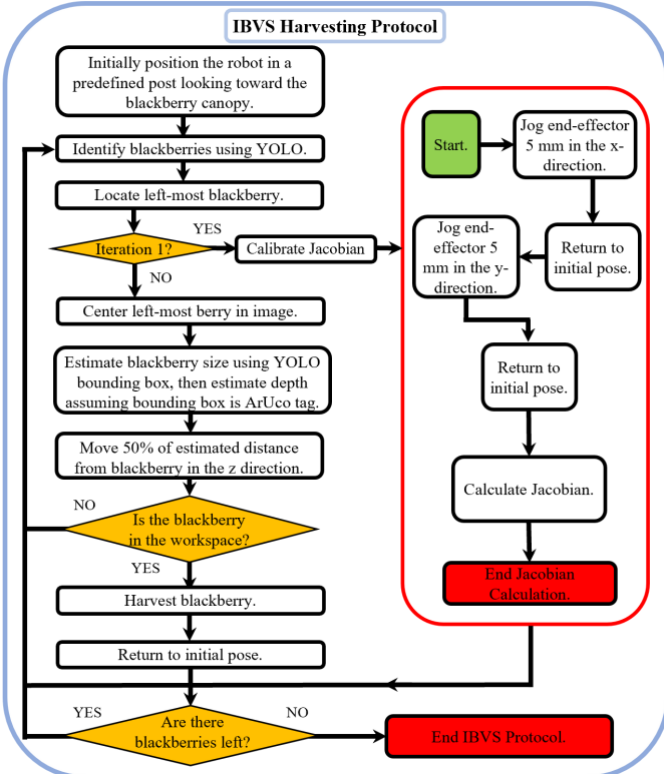 IBVS Harvesting Protocol
Initially position the robot in a
predefined post looking toward the
blackberry canopy.
Identify blackberries using YOLO.
Locate left-most blackberry.
Iteration 1?
YES
Calibrate Jacobian
NO
Center left-most berry in image.
Estimate blackberry size using YOLO
bounding box, then estimate depth
assuming bounding box is ArUco tag.
Move 50% of estimated distance
from blackberry in the z direction.
NO
Is the blackberry
in the workspace?
YES
Harvest blackberry.
Return to initial pose.
YES
Are there
blackberries left?
NO
End IBVS Protocol.
Start.
Jog end-effector
5 mm in the x-
direction.
Return to
initial pose.
Jog end-
effector 5
mm in the y-
direction.
Return to
initial pose.
Calculate Jacobian.
End Jacobian
Calculation.